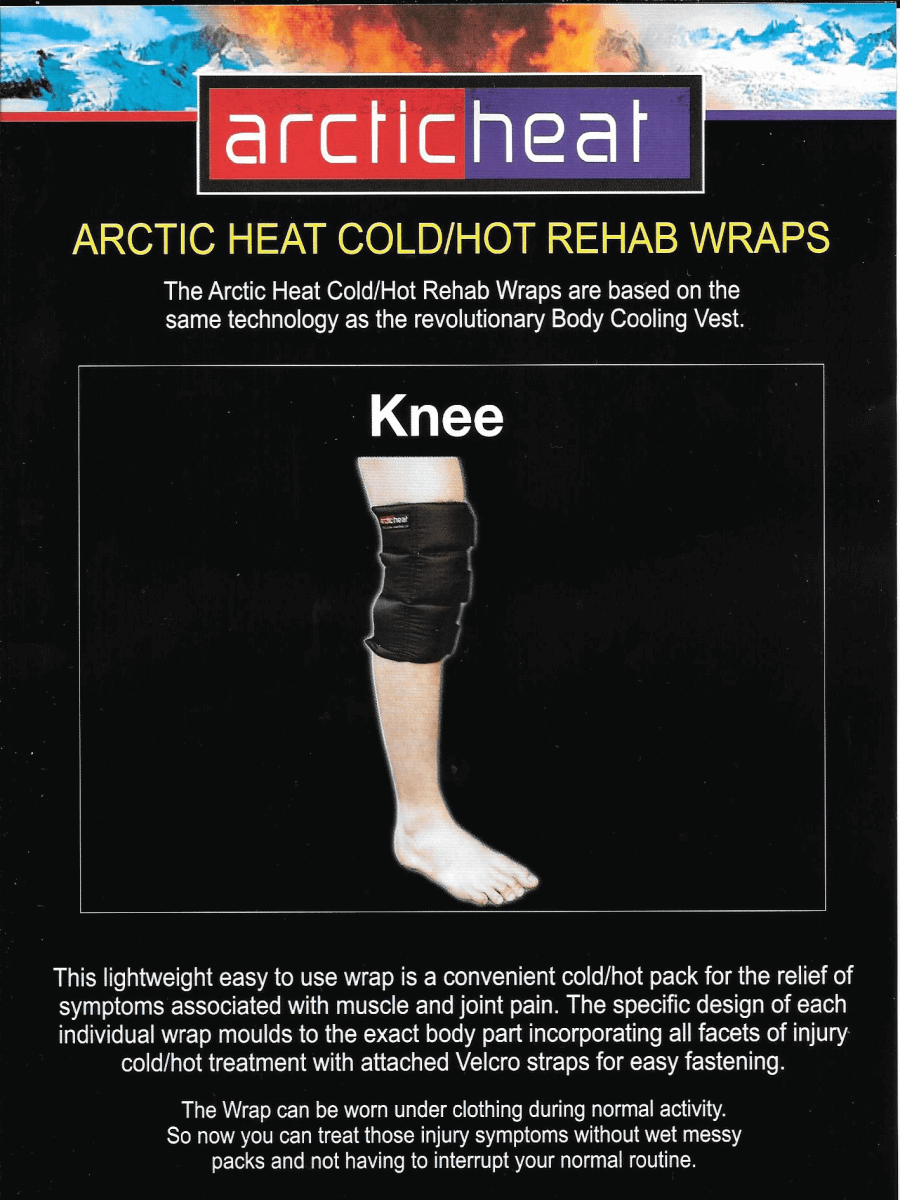 arcticheat
ARCTIC HEAT COLD/HOT REHAB WRAPS
The Arctic Heat Cold/Hot Rehab Wraps are based on the
same technology as the revolutionary Body Cooling Vest.
Knee
arcticheat
This lightweight easy to use wrap is a convenient cold/hot pack for the relief of
symptoms associated with muscle and joint pain. The specific design of each
individual wrap moulds to the exact body part incorporating all facets of injury
cold/hot treatment with attached Velcro straps for easy fastening.
The Wrap can be worn under clothing during normal activity.
So now you can treat those injury symptoms without wet messy
packs and not having to interrupt your normal routine.